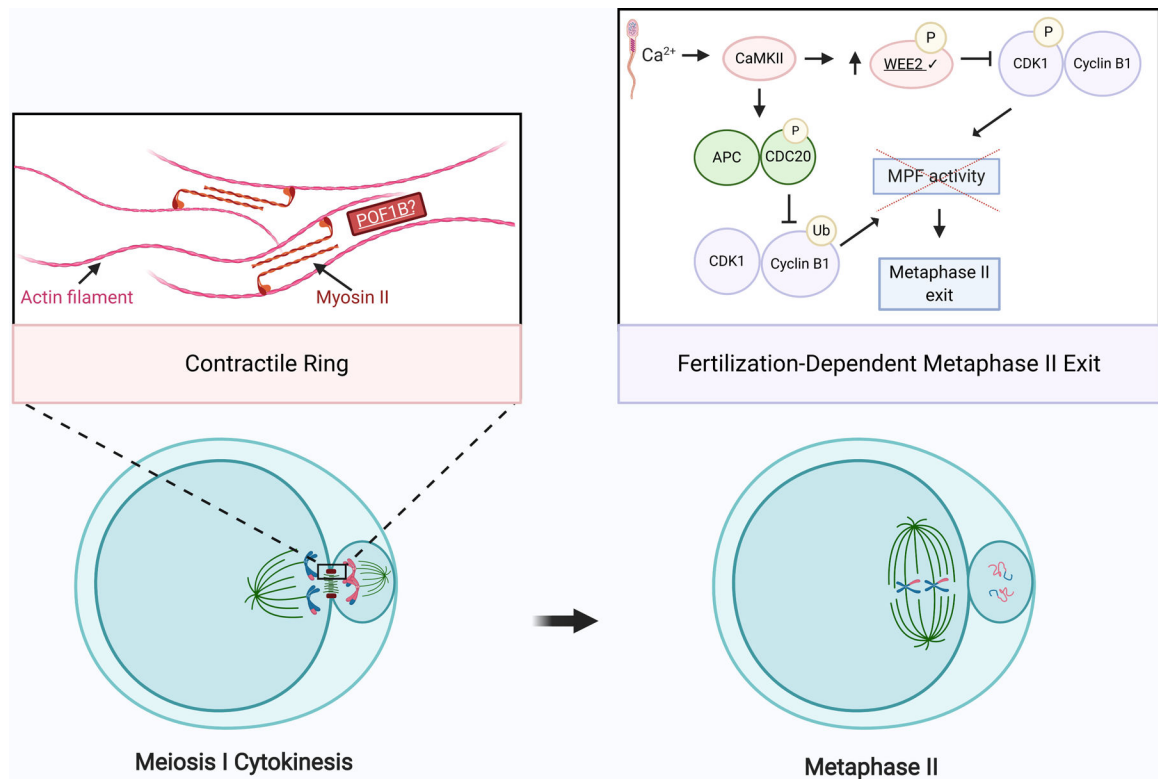 POF1B?
Actin filament
Myosin II
Contractile Ring
Ca²⁺
CaMKII
P
WEE2 ✓
P
CDK1
Cyclin B1
APC
P
CDC20
MPF activity
CDK1
Ub
Cyclin B1
Metaphase II
exit
Fertilization-Dependent Metaphase II Exit
Meiosis I Cytokinesis
Metaphase II